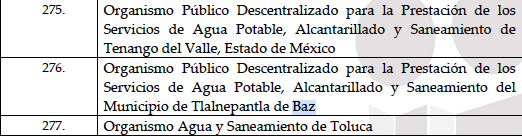 275. Organismo Público Descentralizado para la Prestación de los
Servicios de Agua Potable, Alcantarillado y Saneamiento de
Tenango del Valle, Estado de México
276. Organismo Público Descentralizado para la Prestación de los
Servicios de Agua Potable, Alcantarillado y Saneamiento del
Municipio de Tlalnepantla de Baz
277. Organismo Agua y Saneamiento de Toluca